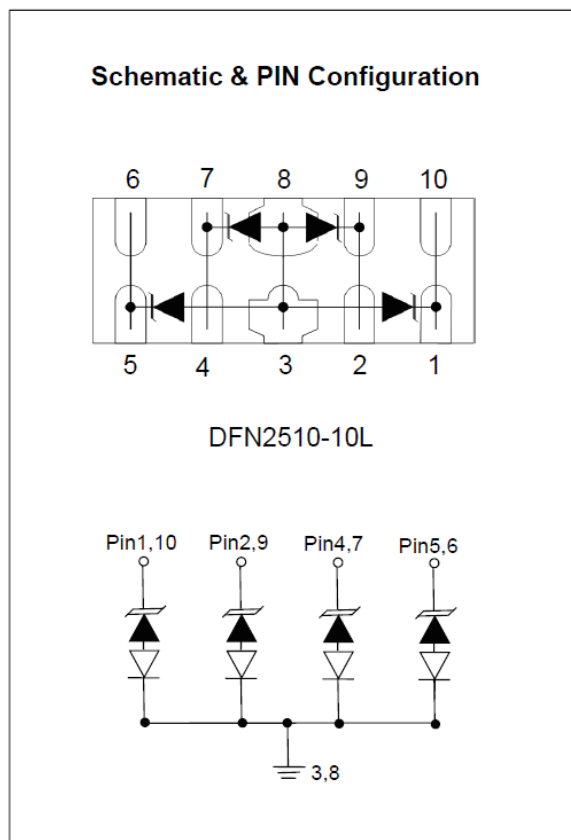 Schematic & PIN Configuration
6 7 8 9 10
5 4 3 2 1
DFN2510-10L
Pin1,10 Pin2,9 Pin4,7 Pin5,6
3,8